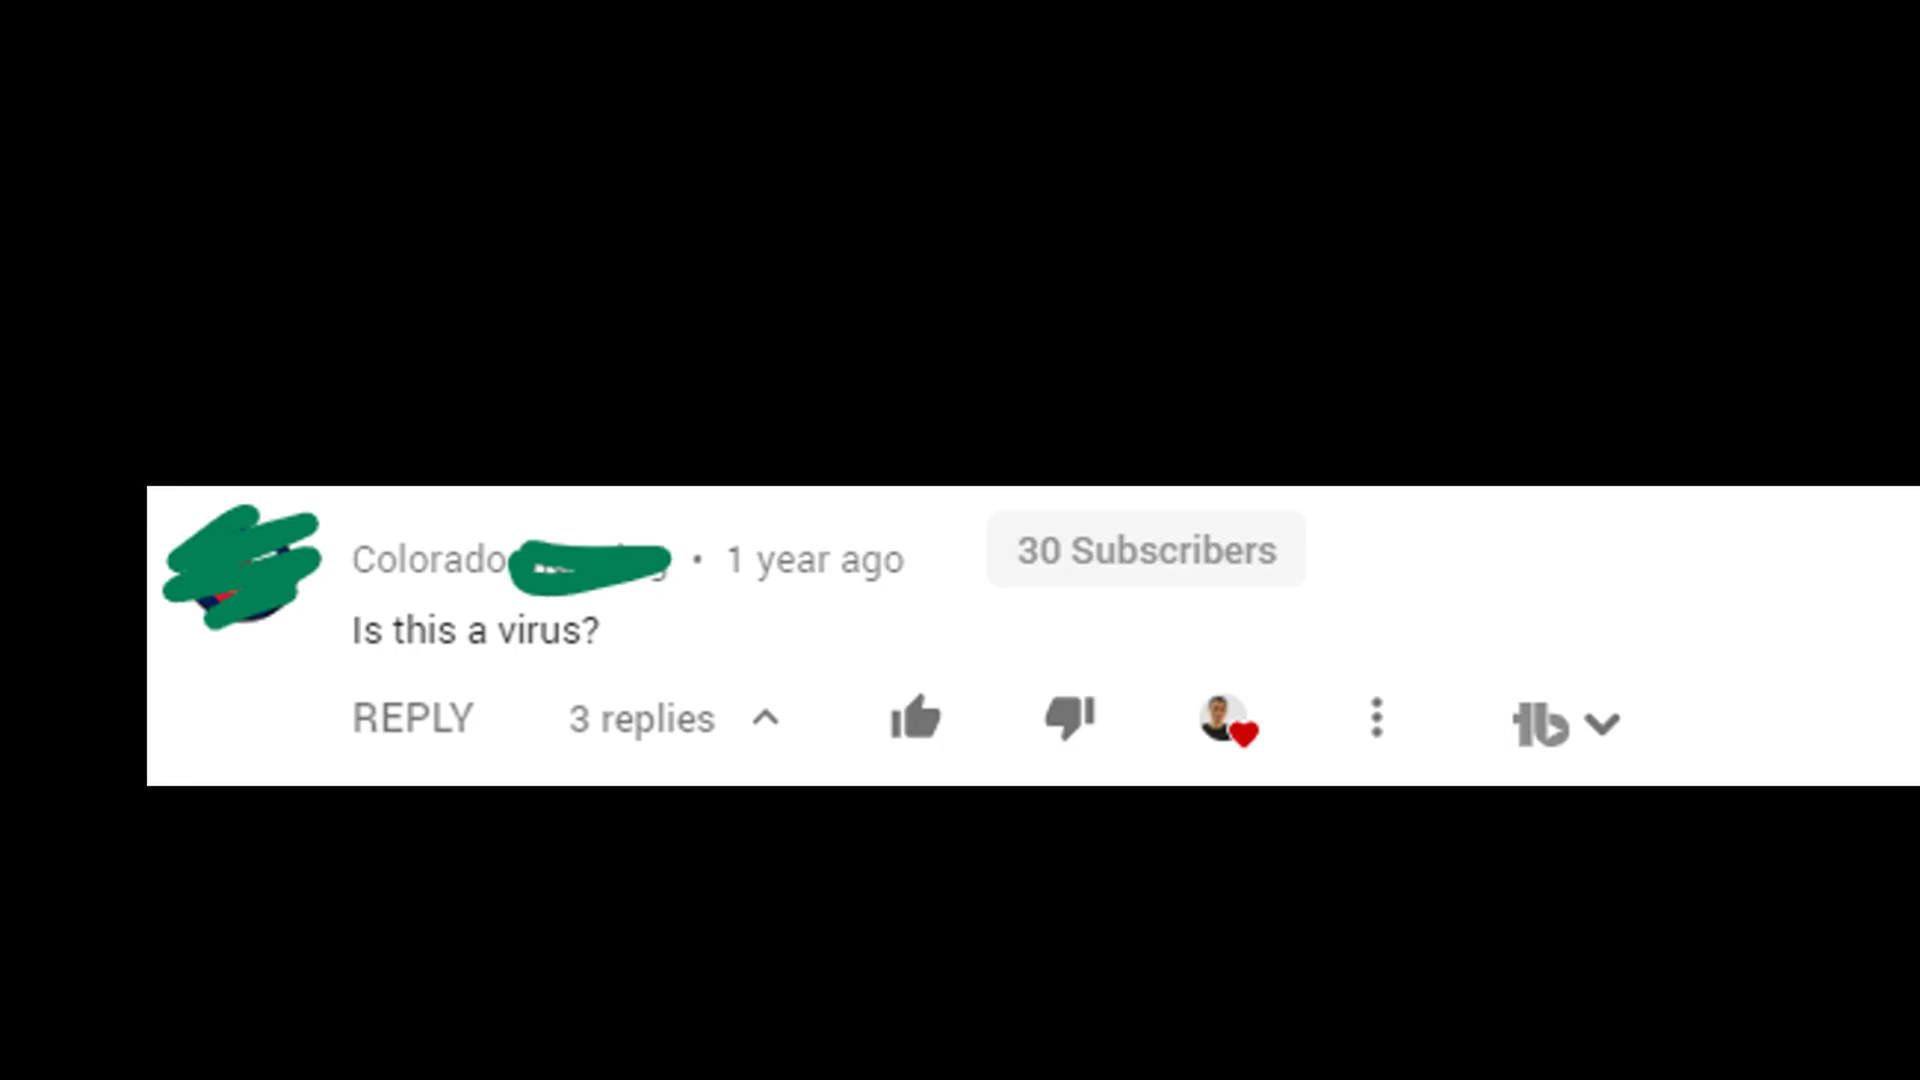 Colorado • 1 year ago 30 Subscribers
Is this a virus?
REPLY 3 replies